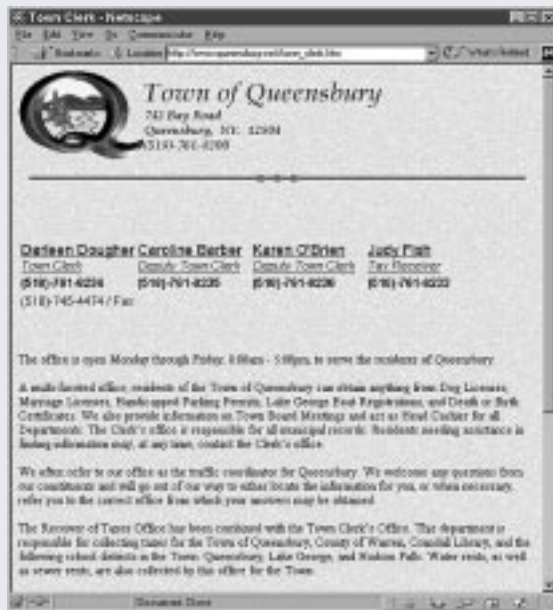 Town Clerk - Netscape
File Edit View Go Communicator Help
Bookmarks Location What's Related
Town of Queensbury
742 Bay Road
Queensbury, NY. 12804
(518)-761-8200
Darleen Dougher Caroline Barber Karen O'Brien Judy Fish
Town Clerk Deputy Town Clerk Deputy Town Clerk Tax Receiver
(518)-761-8234 (518)-761-8235 (518)-761-8236 (518)-761-8233
(518)-745-4474 / Fax
The office is open Monday through Friday, 8:00am - 5:00pm, to serve the residents of Queensbury.
A multi-faceted office, residents of the Town of Queensbury can obtain anything from Dog Licenses,
Marriage Licenses, Handicapped Parking Permits, Lake George Boat Registrations, and Death or Birth
Certificates. We also provide information on Town Board Meetings and act as Head Cashier for all
Departments. The Clerk's office is responsible for all municipal records. Residents needing assistance in
finding information may, at any time, contact the Clerk's office.
We often refer to our office as the traffic coordinator for Queensbury. We welcome any questions from
our constituents and will go out of our way to either locate the information for you, or when necessary,
refer you to the correct office from which your answers may be obtained.
The Receiver of Taxes Office has been combined with the Town Clerk's Office. This department is
responsible for collecting taxes for the Town of Queensbury, County of Warren, Crandall Library, and the
following school districts in the Town: Queensbury, Lake George, and Hudson Falls. Water rents, as well
as sewer rents, are also collected by this office for the Town.
Document: Done